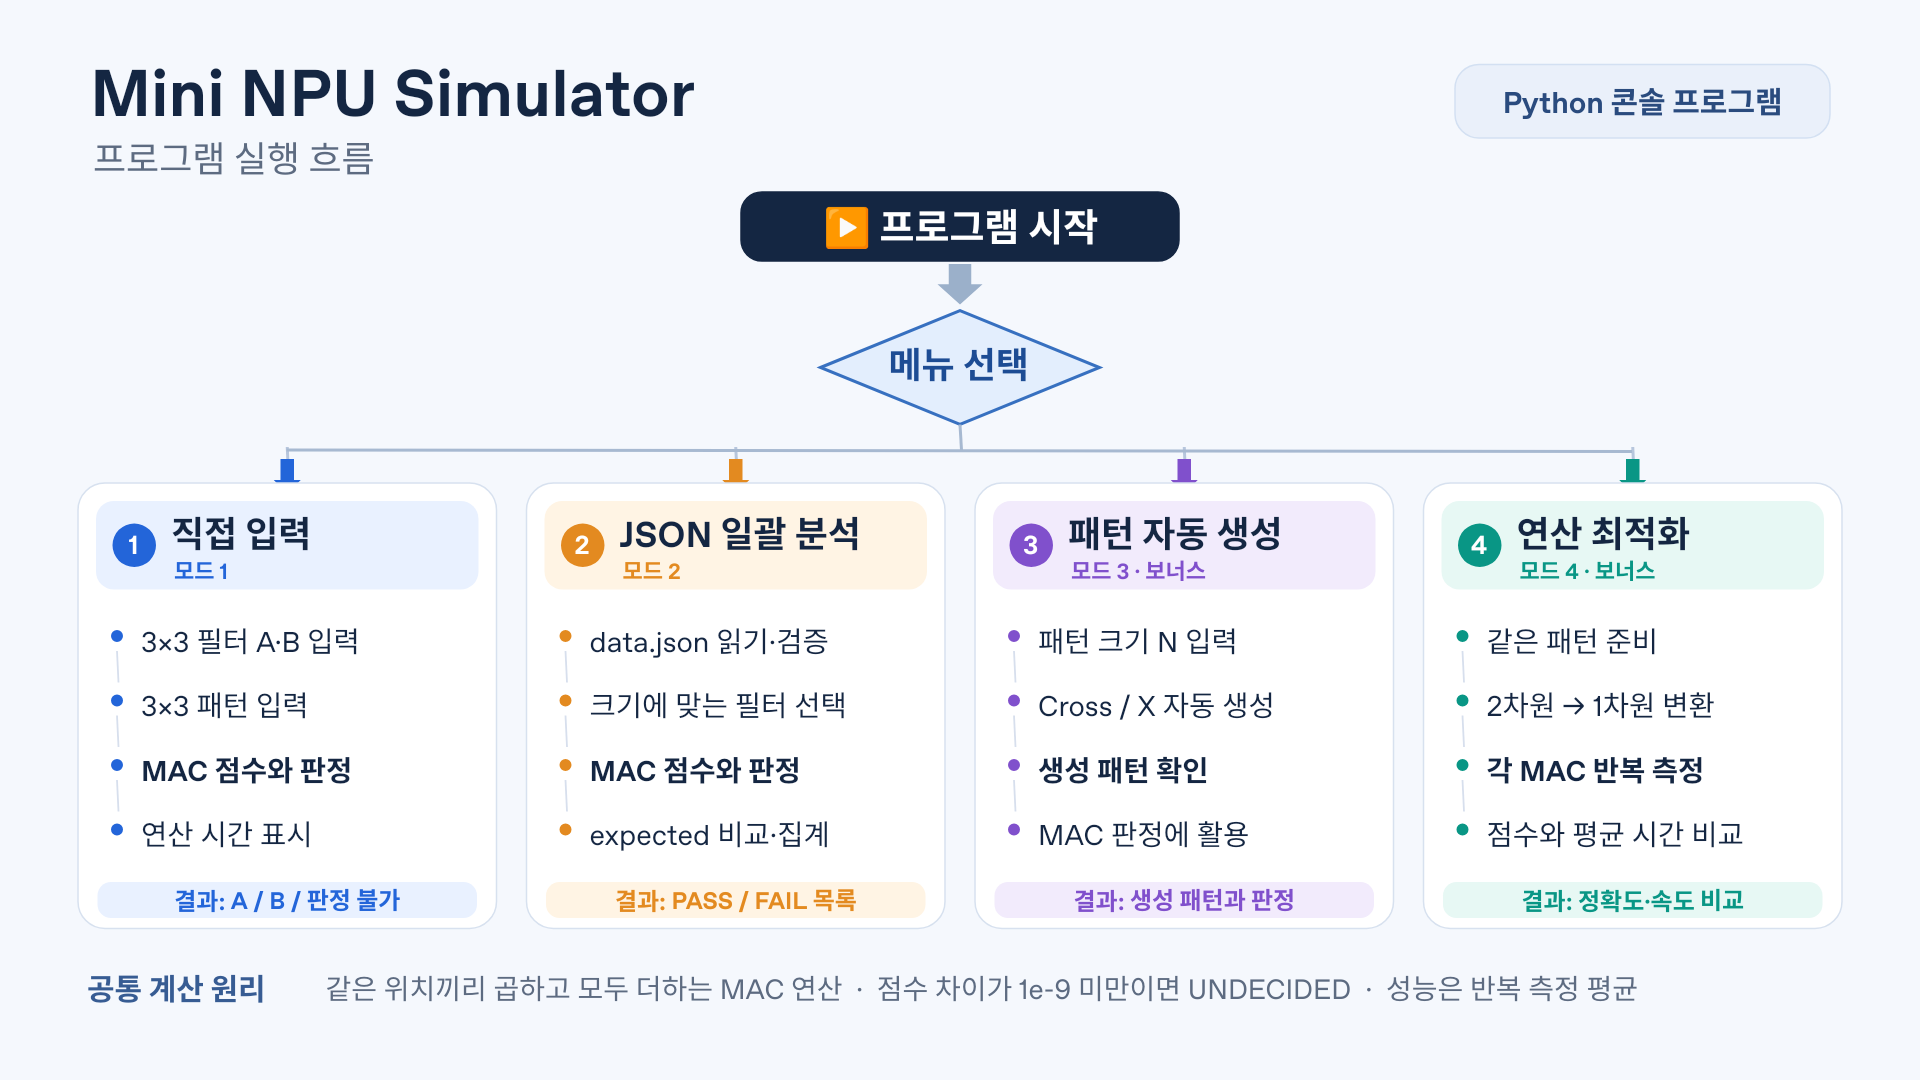 Mini NPU Simulator
프로그램 실행 흐름
Python 콘솔 프로그램
▶️ 프로그램 시작
메뉴 선택
1 직접 입력
모드 1
3×3 필터 A·B 입력
3×3 패턴 입력
MAC 점수와 판정
연산 시간 표시
결과: A / B / 판정 불가
2 JSON 일괄 분석
모드 2
data.json 읽기·검증
크기에 맞는 필터 선택
MAC 점수와 판정
expected 비교·집계
결과: PASS / FAIL 목록
3 패턴 자동 생성
모드 3 · 보너스
패턴 크기 N 입력
Cross / X 자동 생성
생성 패턴 확인
MAC 판정에 활용
결과: 생성 패턴과 판정
4 연산 최적화
모드 4 · 보너스
같은 패턴 준비
2차원 → 1차원 변환
각 MAC 반복 측정
점수와 평균 시간 비교
결과: 정확도·속도 비교
공통 계산 원리
같은 위치끼리 곱하고 모두 더하는 MAC 연산 · 점수 차이가 1e-9 미만이면 UNDECIDED · 성능은 반복 측정 평균